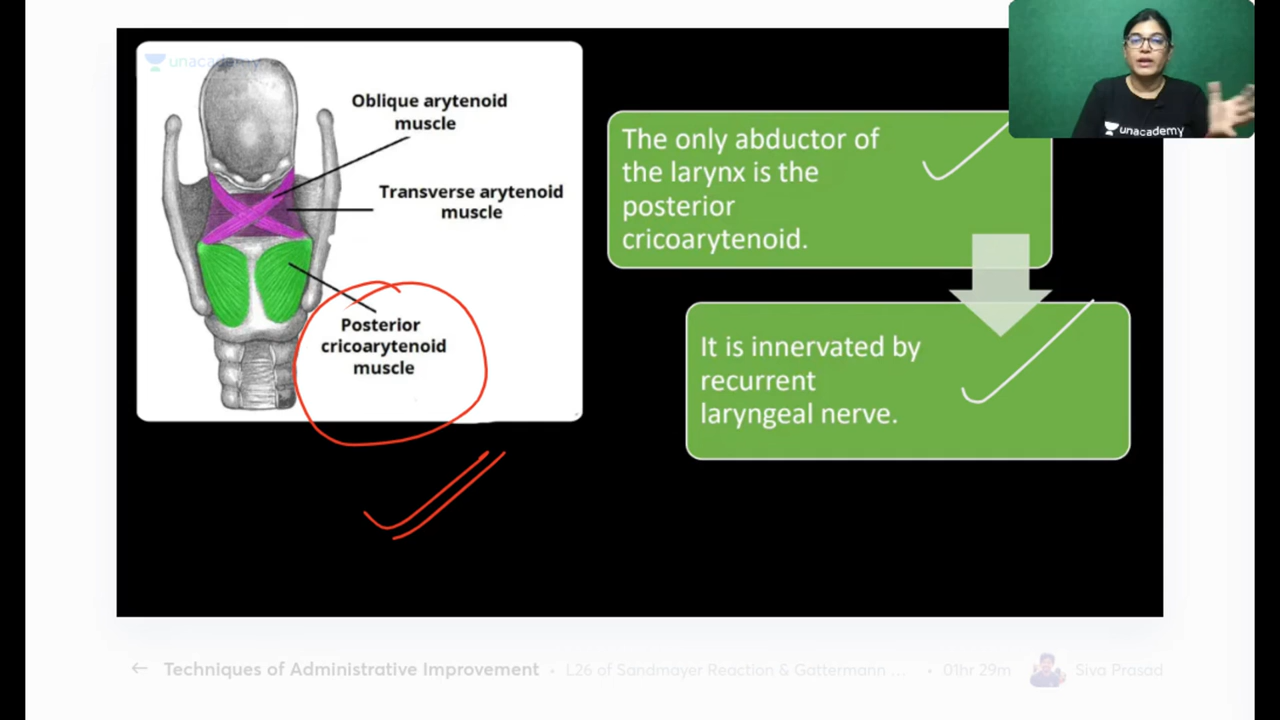 unacademy
Oblique arytenoid
muscle
Transverse arytenoid
muscle
Posterior
cricoarytenoid
muscle
The only abductor of
the larynx is the
posterior
cricoarytenoid.
It is innervated by
recurrent
laryngeal nerve.
unacademy
Techniques of Administrative Improvement • L26 of Sandmayer Reaction & Gattermann ... • 01hr 29m Siva Prasad